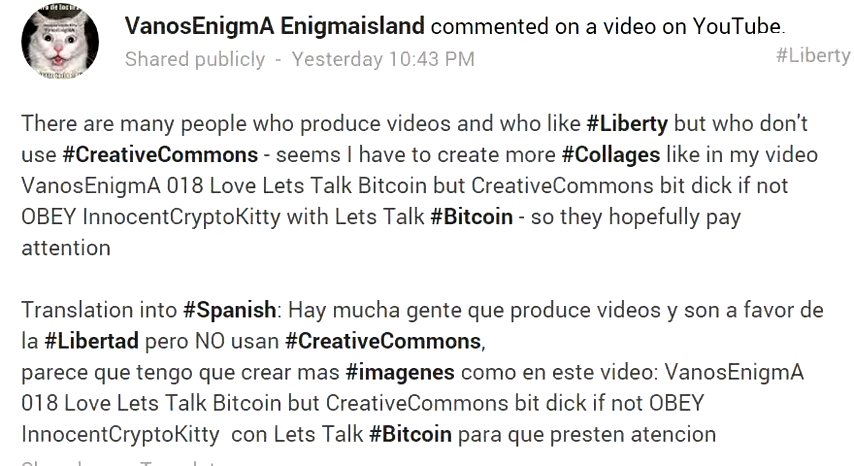 VanosEnigmA Enigmaisland commented on a video on YouTube.
Shared publicly - Yesterday 10:43 PM
#Liberty
There are many people who produce videos and who like #Liberty but who don't
use #CreativeCommons - seems I have to create more #Collages like in my video
VanosEnigmA 018 Love Lets Talk Bitcoin but CreativeCommons bit dick if not
OBEY InnocentCryptoKitty with Lets Talk #Bitcoin - so they hopefully pay
attention
Translation into #Spanish: Hay mucha gente que produce videos y son a favor de
la #Libertad pero NO usan #CreativeCommons,
parece que tengo que crear mas #imagenes como en este video: VanosEnigmA
018 Love Lets Talk Bitcoin but CreativeCommons bit dick if not OBEY
InnocentCryptoKitty con Lets Talk #Bitcoin para que presten atencion